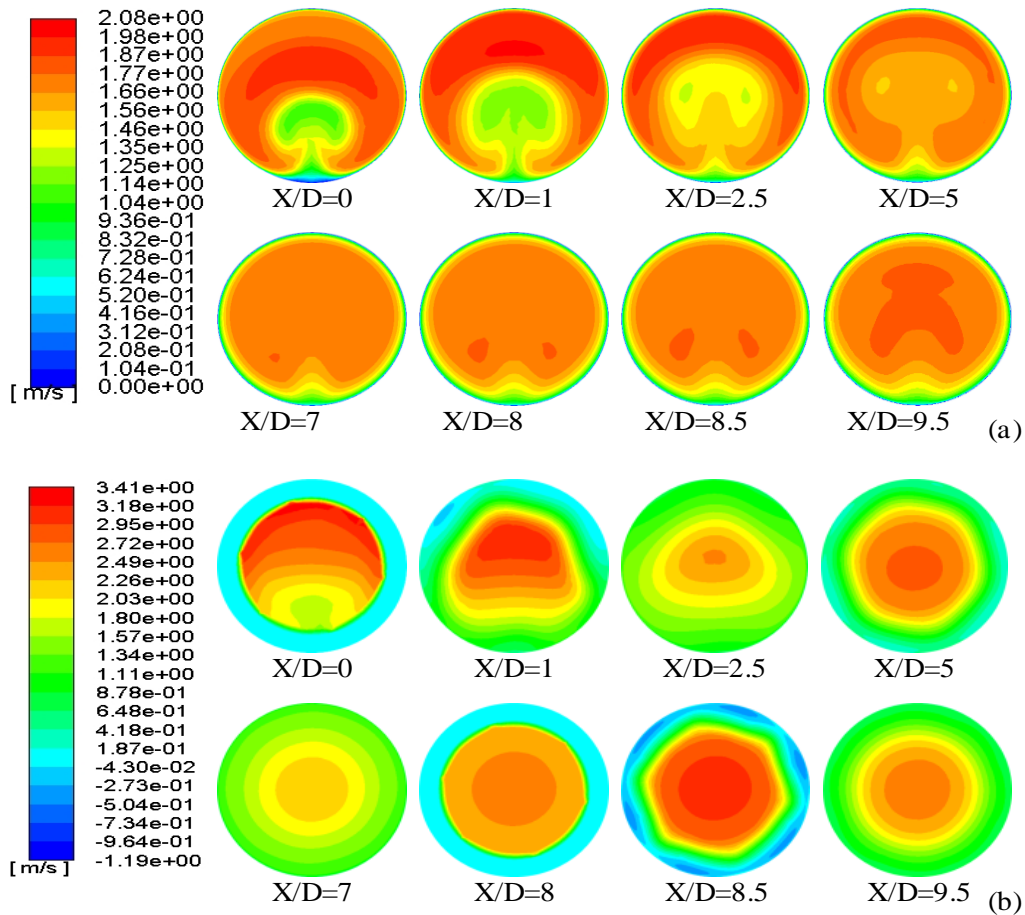 2.08e+00
1.98e+00
1.87e+00
1.77e+00
1.66e+00
1.56e+00
1.46e+00
1.35e+00
1.25e+00
1.14e+00
1.04e+00
9.36e-01
8.32e-01
7.28e-01
6.24e-01
5.20e-01
4.16e-01
3.12e-01
2.08e-01
1.04e-01
0.00e+00
[ m/s ]
X/D=0 X/D=1 X/D=2.5 X/D=5
X/D=7 X/D=8 X/D=8.5 X/D=9.5 (a)
3.41e+00
3.18e+00
2.95e+00
2.72e+00
2.49e+00
2.26e+00
2.03e+00
1.80e+00
1.57e+00
1.34e+00
1.11e+00
8.78e-01
6.48e-01
4.18e-01
1.87e-01
-4.30e-02
-2.73e-01
-5.04e-01
-7.34e-01
-9.64e-01
-1.19e+00
[ m/s ]
X/D=0 X/D=1 X/D=2.5 X/D=5
X/D=7 X/D=8 X/D=8.5 X/D=9.5 (b)